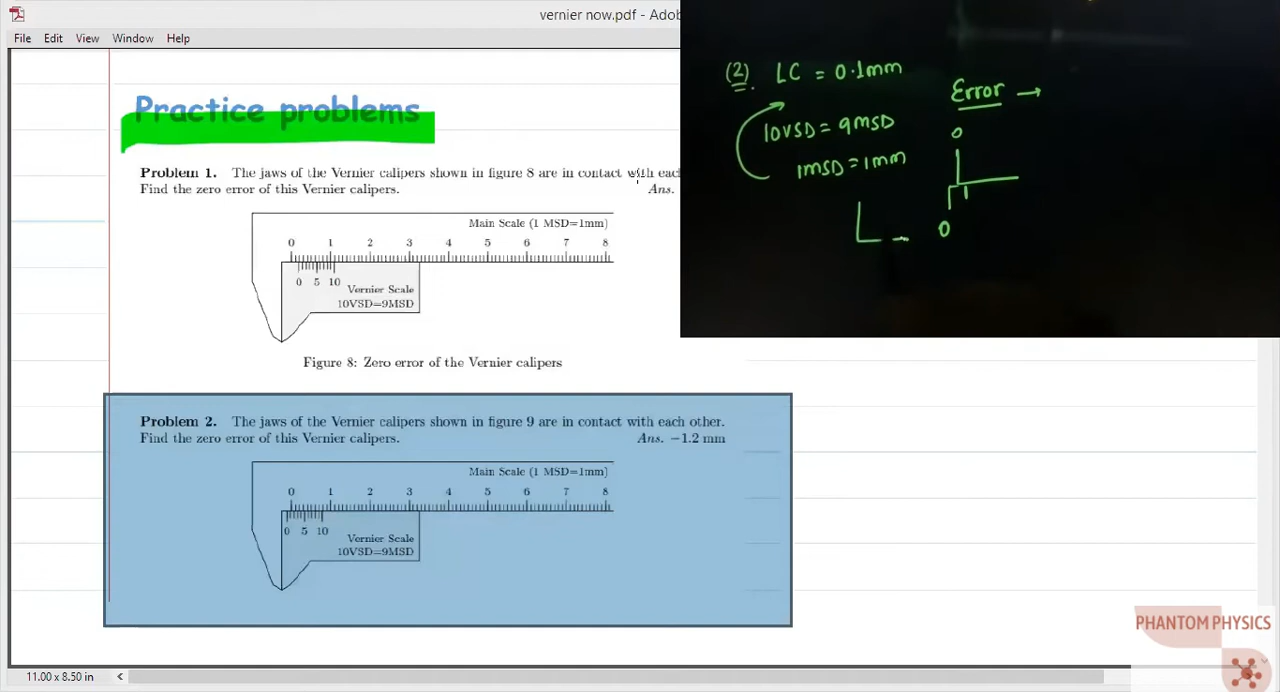 vernier now.pdf - Adob
File Edit View Window Help
Practice problems
Problem 1. The jaws of the Vernier calipers shown in figure 8 are in contact with each
Find the zero error of this Vernier calipers. Ans.
Main Scale (1 MSD=1mm)
0 1 2 3 4 5 6 7 8
0 5 10
Vernier Scale
10VSD=9MSD
Figure 8: Zero error of the Vernier calipers
Problem 2. The jaws of the Vernier calipers shown in figure 9 are in contact with each other.
Find the zero error of this Vernier calipers. Ans. −1.2 mm
Main Scale (1 MSD=1mm)
0 1 2 3 4 5 6 7 8
0 5 10
Vernier Scale
10VSD=9MSD
(2) LC = 0.1mm
10VSD = 9MSD
1MSD = 1mm
Error →
0
0
PHANTOM PHYSICS
11.00 x 8.50 in